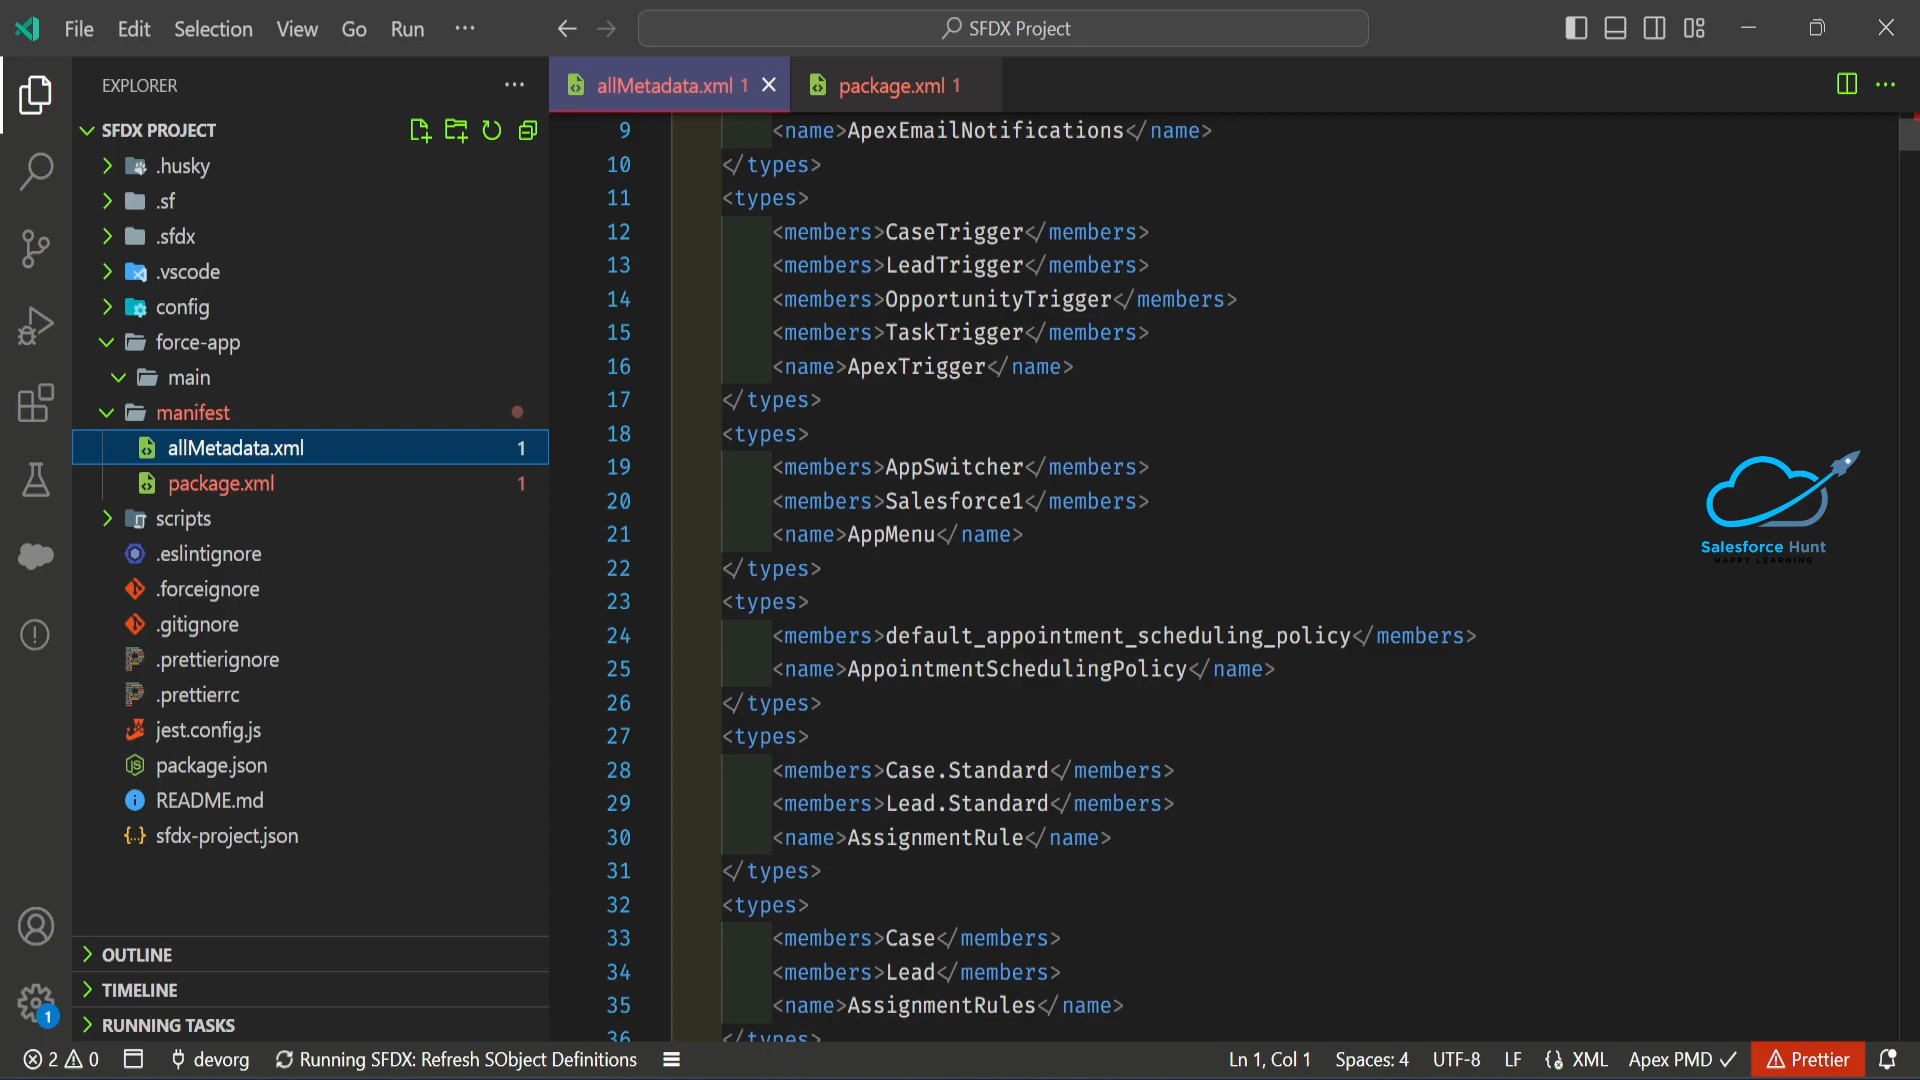 File Edit Selection View Go Run ··· SFDX Project
EXPLORER ···
SFDX PROJECT
.husky
.sf
.sfdx
.vscode
config
force-app
main
manifest
allMetadata.xml 1
package.xml 1
scripts
.eslintignore
.forceignore
.gitignore
.prettierignore
.prettierrc
jest.config.js
package.json
README.md
sfdx-project.json
OUTLINE
TIMELINE
RUNNING TASKS
1
allMetadata.xml 1 package.xml 1
9 <name>ApexEmailNotifications</name>
10 </types>
11 <types>
12 <members>CaseTrigger</members>
13 <members>LeadTrigger</members>
14 <members>OpportunityTrigger</members>
15 <members>TaskTrigger</members>
16 <name>ApexTrigger</name>
17 </types>
18 <types>
19 <members>AppSwitcher</members>
20 <members>Salesforce1</members>
21 <name>AppMenu</name>
22 </types>
23 <types>
24 <members>default_appointment_scheduling_policy</members>
25 <name>AppointmentSchedulingPolicy</name>
26 </types>
27 <types>
28 <members>Case.Standard</members>
29 <members>Lead.Standard</members>
30 <name>AssignmentRule</name>
31 </types>
32 <types>
33 <members>Case</members>
34 <members>Lead</members>
35 <name>AssignmentRules</name>
36 </types>
Salesforce Hunt
HAPPY LEARNING
2 0 devorg Running SFDX: Refresh SObject Definitions Ln 1, Col 1 Spaces: 4 UTF-8 LF XML Apex PMD Prettier